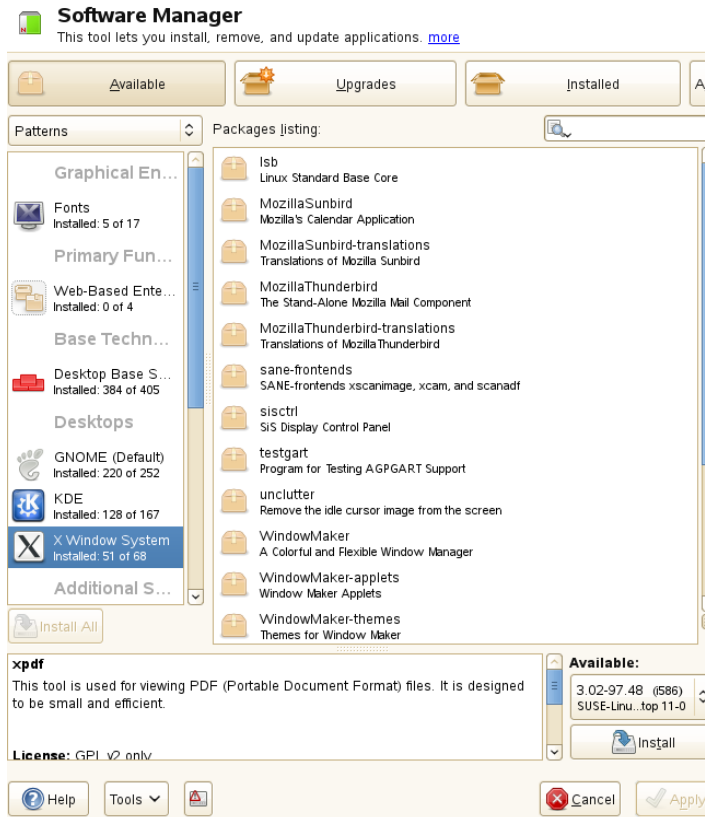 Software Manager
This tool lets you install, remove, and update applications. more
Available
Upgrades
Installed
A
Patterns
Packages listing:
Graphical En...
Fonts
Installed: 5 of 17
Primary Fun...
Web-Based Ente...
Installed: 0 of 4
Base Techn...
Desktop Base S...
Installed: 384 of 405
Desktops
GNOME (Default)
Installed: 220 of 252
KDE
Installed: 128 of 167
X Window System
Installed: 51 of 68
Additional S...
Install All
lsb
Linux Standard Base Core
MozillaSunbird
Mozilla's Calendar Application
MozillaSunbird-translations
Translations of Mozilla Sunbird
MozillaThunderbird
The Stand-Alone Mozilla Mail Component
MozillaThunderbird-translations
Translations of MozillaThunderbird
sane-frontends
SANE-frontends xscanimage, xcam, and scanadf
sisctrl
SiS Display Control Panel
testgart
Program for Testing AGPGART Support
unclutter
Remove the idle cursor image from the screen
WindowMaker
A Colorful and Flexible Window Manager
WindowMaker-applets
Window Maker Applets
WindowMaker-themes
Themes for Window Maker
xpdf
This tool is used for viewing PDF (Portable Document Format) files. It is designed
to be small and efficient.
License: GPL v2 only
Available:
3.02-97.48 (i586)
SUSE-Linu...top 11-0
Install
Help
Tools
Cancel
Apply